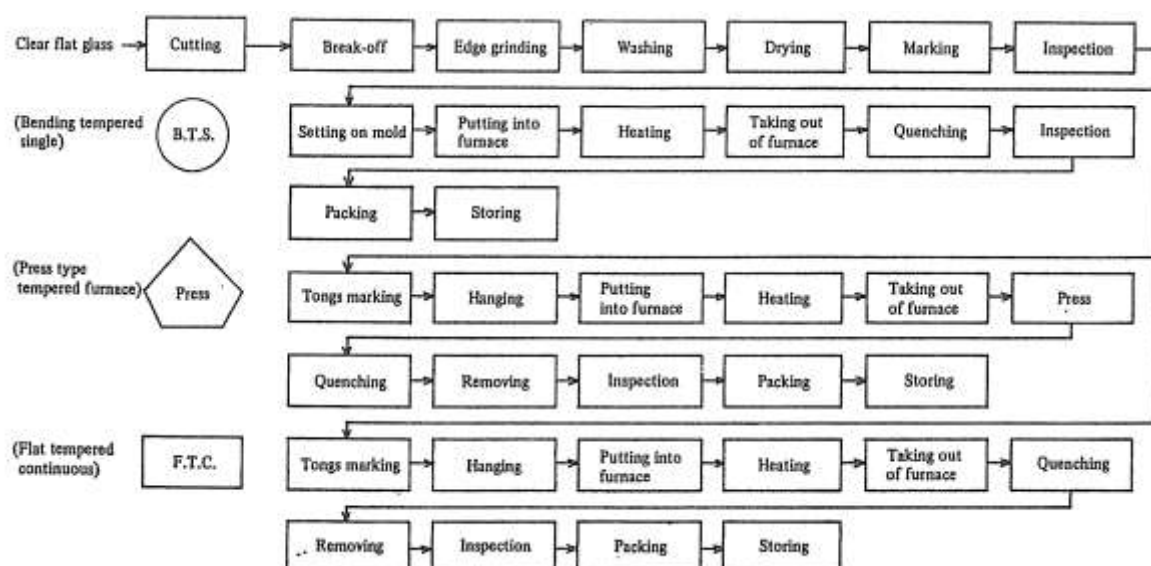 Clear flat glass
Cutting
Break-off
Edge grinding
Washing
Drying
Marking
Inspection
(Bending tempered
single)
B.T.S.
Setting on mold
Putting into
furnace
Heating
Taking out
of furnace
Quenching
Inspection
Packing
Storing
(Press type
tempered furnace)
Press
Tongs marking
Hanging
Putting
into furnace
Heating
Taking out
of furnace
Press
Quenching
Removing
Inspection
Packing
Storing
(Flat tempered
continuous)
F.T.C.
Tongs marking
Hanging
Putting into
furnace
Heating
Taking out
of furnace
Quenching
Removing
Inspection
Packing
Storing